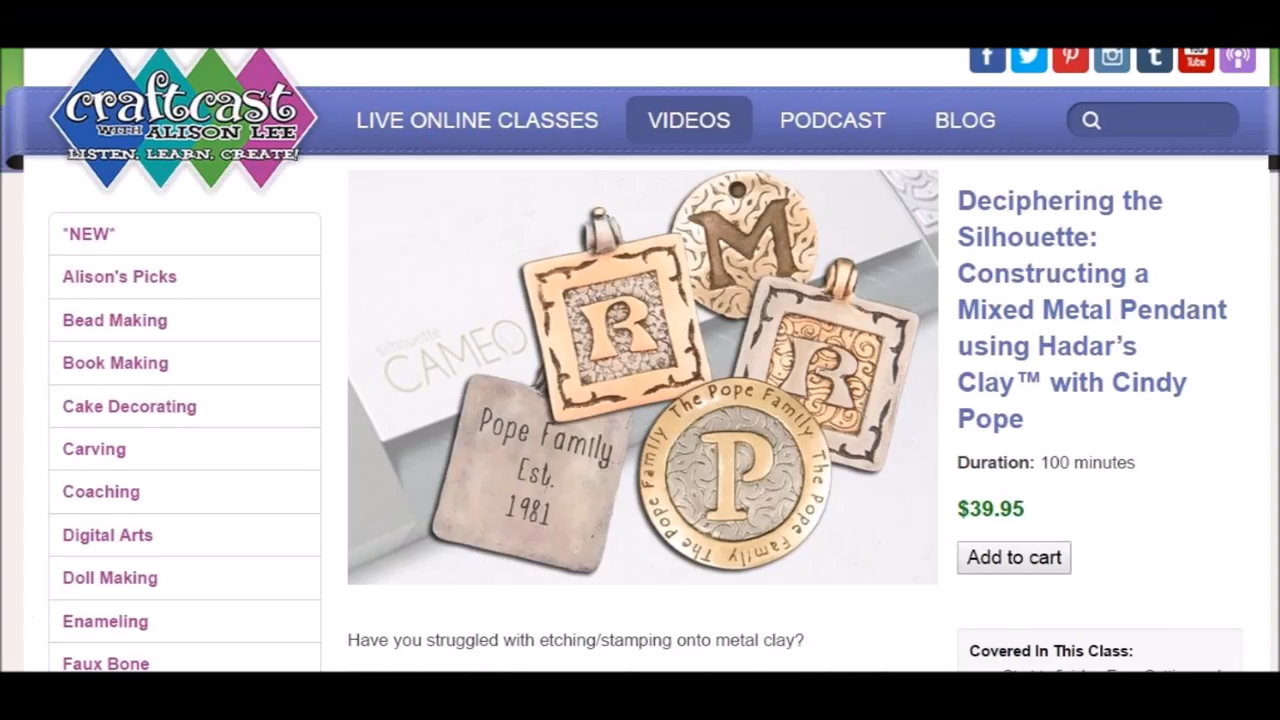 craftcast
WITH ALISON LEE
LISTEN. LEARN. CREATE!
LIVE ONLINE CLASSES
VIDEOS
PODCAST
BLOG
*NEW*
Alison's Picks
Bead Making
Book Making
Cake Decorating
Carving
Coaching
Digital Arts
Doll Making
Enameling
Faux Bone
silhouette
CAMEO
M
R
R
Pope Family
Est.
1981
The Pope Family The Pope Family The Pope Family
P
Have you struggled with etching/stamping onto metal clay?
Deciphering the
Silhouette:
Constructing a
Mixed Metal Pendant
using Hadar’s
Clay™ with Cindy
Pope
Duration: 100 minutes
$39.95
Add to cart
Covered In This Class: